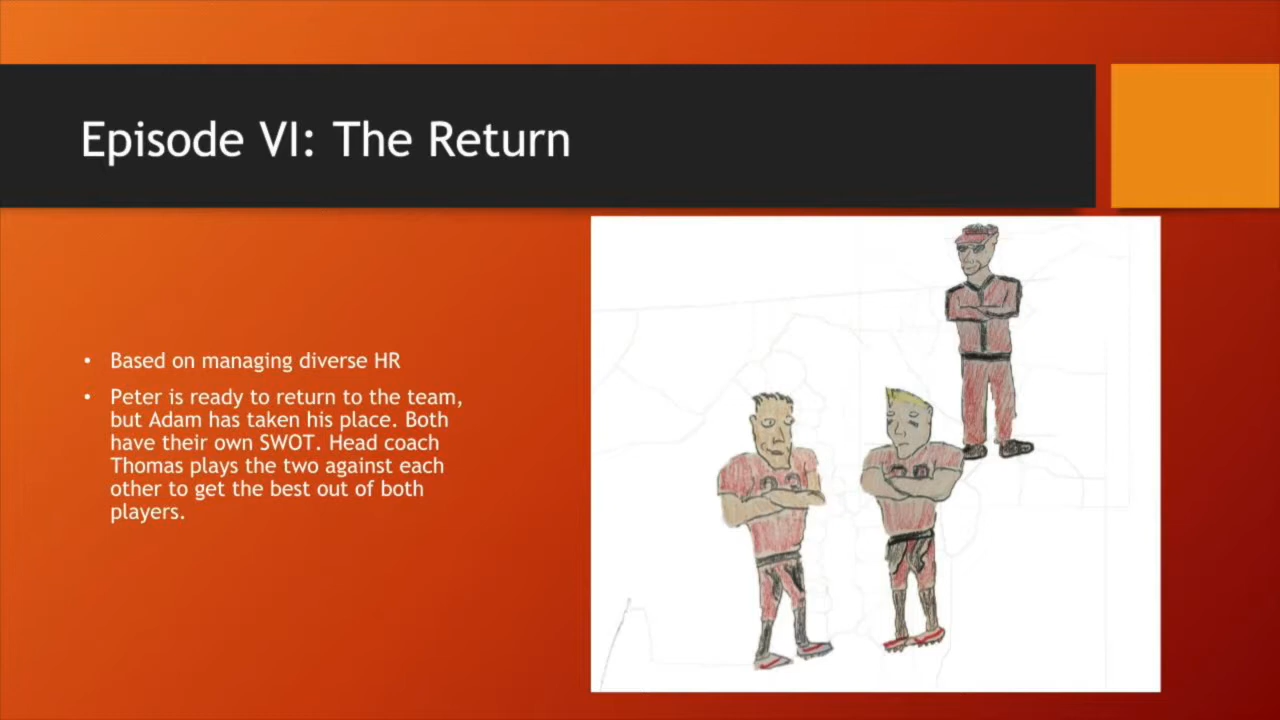 Episode VI: The Return
• Based on managing diverse HR
• Peter is ready to return to the team,
but Adam has taken his place. Both
have their own SWOT. Head coach
Thomas plays the two against each
other to get the best out of both
players.